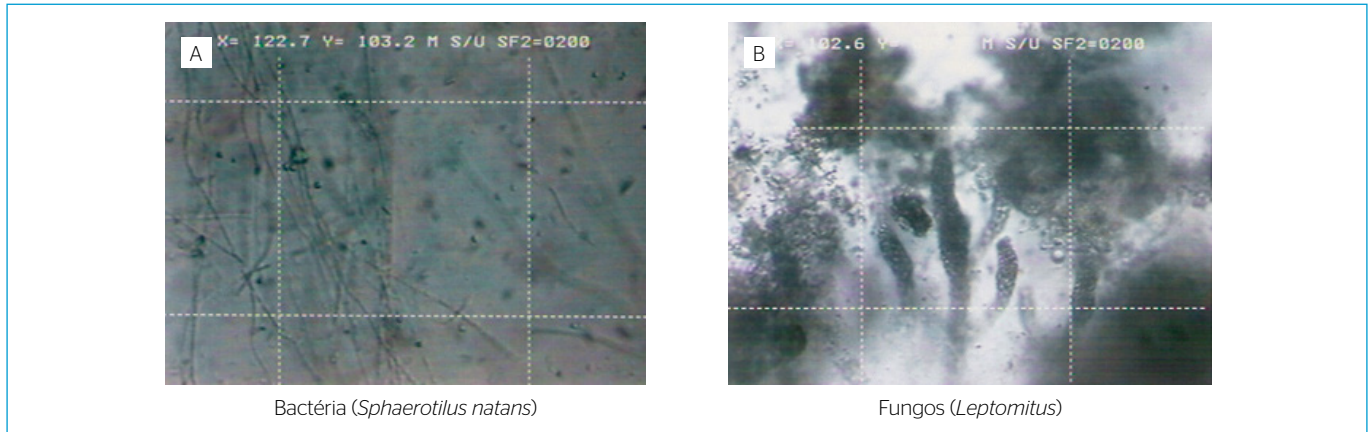 A
X= 122.7 Y= 103.2 M S/U SF2=0200
B
102.6 Y M S/U SF2=0200
Bactéria (Sphaerotilus natans)
Fungos (Leptomitus)